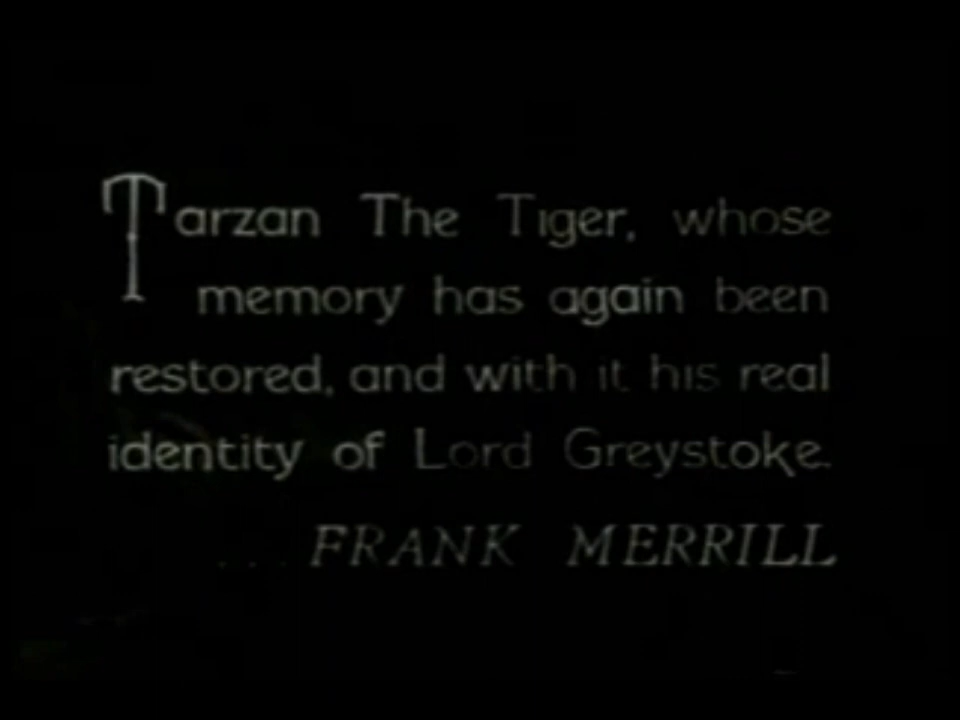 Tarzan The Tiger, whose
memory has again been
restored, and with it his real
identity of Lord Greystoke.
...FRANK MERRILL